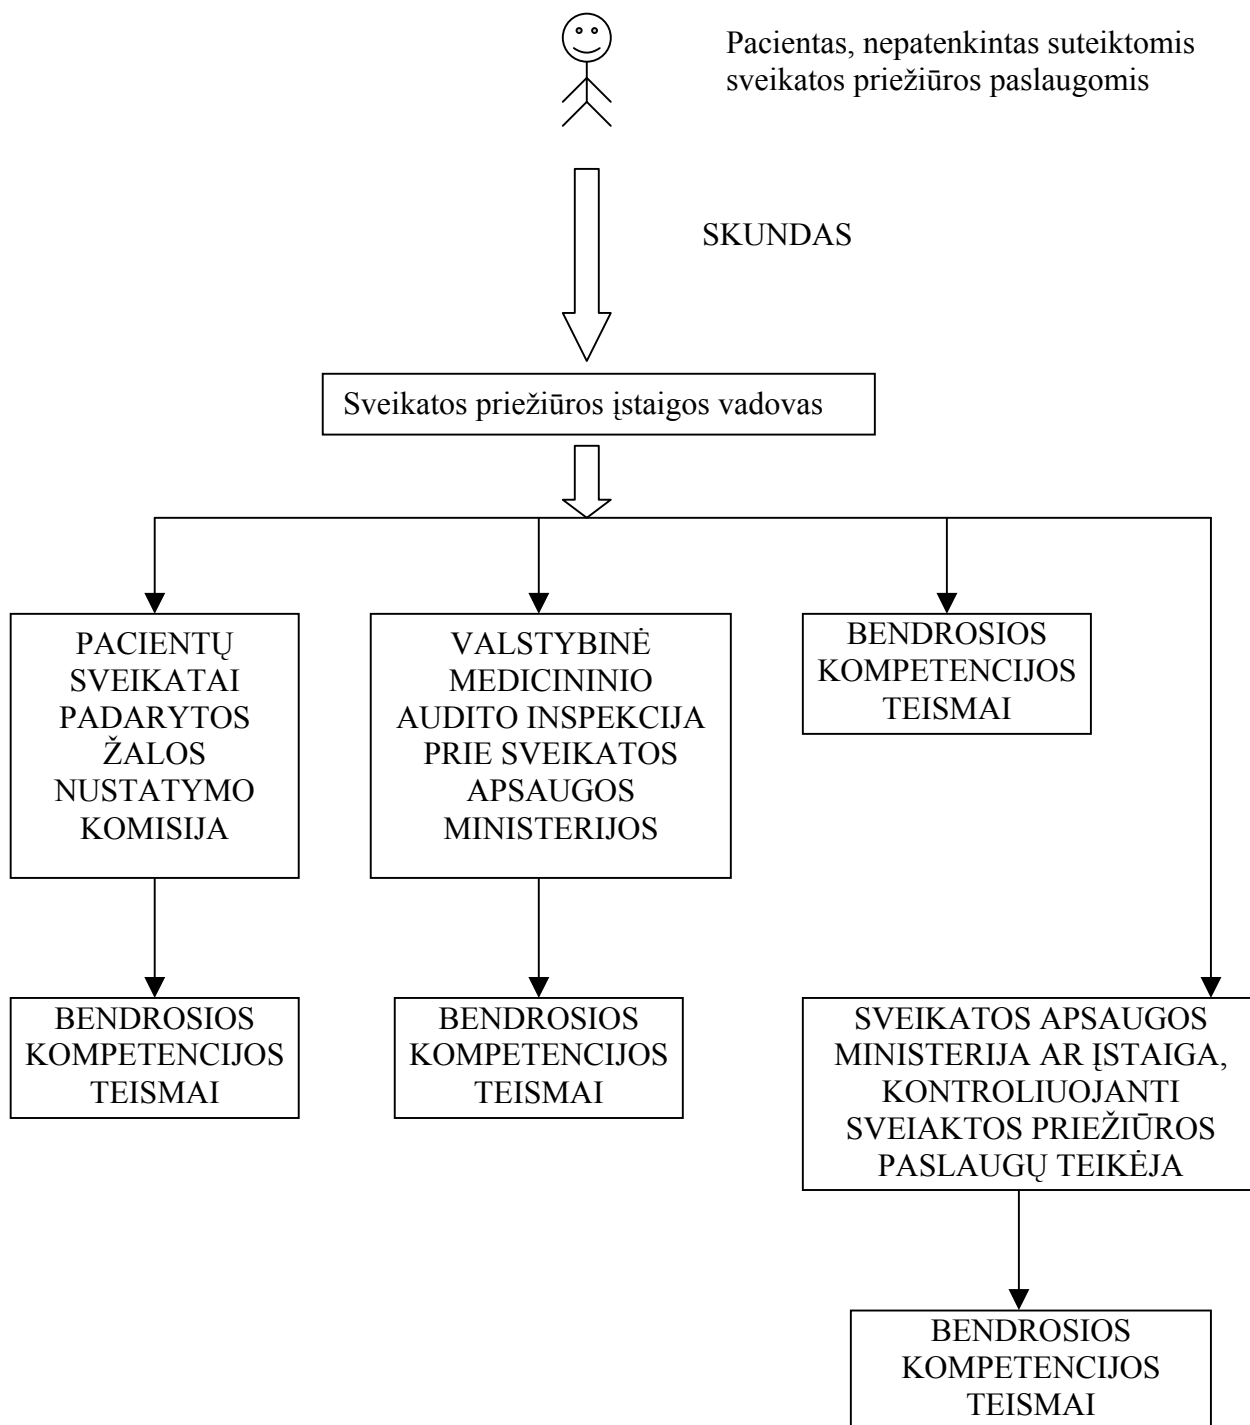 Pacientas, nepatenkintas suteiktomis
sveikatos priežiūros paslaugomis
SKUNDAS
Sveikatos priežiūros įstaigos vadovas
PACIENTŲ
SVEIKATAI
PADARYTOS
ŽALOS
NUSTATYMO
KOMISIJA
VALSTYBINĖ
MEDICININIO
AUDITO INSPEKCIJA
PRIE SVEIKATOS
APSAUGOS
MINISTERIJOS
BENDROSIOS
KOMPETENCIJOS
TEISMAI
BENDROSIOS
KOMPETENCIJOS
TEISMAI
BENDROSIOS
KOMPETENCIJOS
TEISMAI
SVEIKATOS APSAUGOS
MINISTERIJA AR ĮSTAIGA,
KONTROLIUOJANTI
SVEIAKTOS PRIEŽIŪROS
PASLAUGŲ TEIKĖJA
BENDROSIOS
KOMPETENCIJOS
TEISMAI